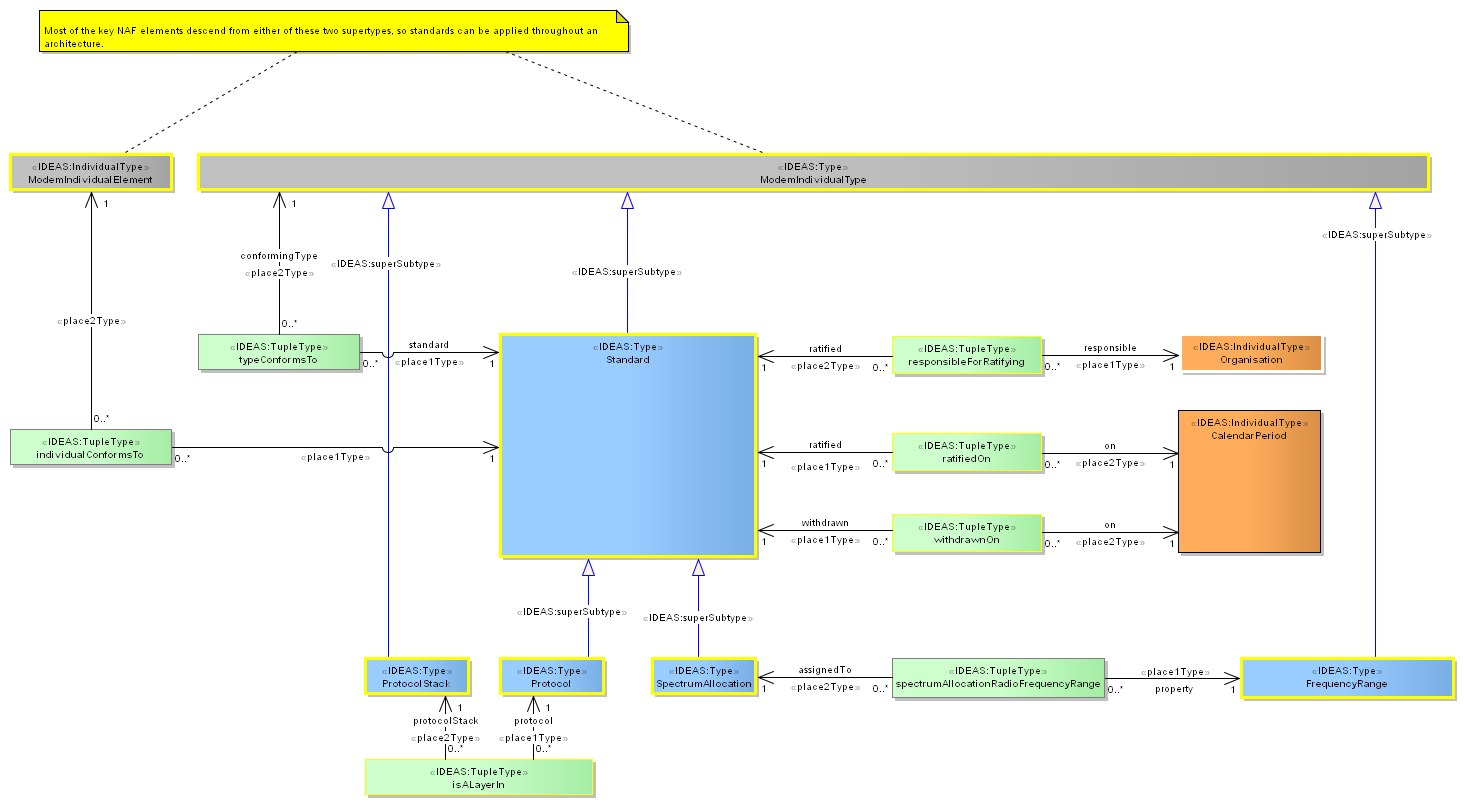 Most of the key NAF elements descend from either of these two supertypes, so standards can be applied throughout an
architecture.
«IDEAS:IndividualType»
ModemIndividualElement
«IDEAS:Type»
ModemIndividualType
1
1
«IDEAS:superSubtype»
conformingType
«place2Type»
«IDEAS:superSubtype»
«IDEAS:superSubtype»
«place2Type»
0..*
«IDEAS:TupleType»
typeConformsTo
0..*
standard
«place1Type»
1
«IDEAS:Type»
Standard
ratified
«place2Type»
1
0..*
«IDEAS:TupleType»
responsibleForRatifying
0..*
responsible
«place1Type»
1
«IDEAS:IndividualType»
Organisation
0..*
«IDEAS:TupleType»
individualConformsTo
0..*
«place1Type»
1
ratified
«place1Type»
1
0..*
«IDEAS:TupleType»
ratifiedOn
0..*
on
«place2Type»
1
«IDEAS:IndividualType»
CalendarPeriod
withdrawn
«place1Type»
1
0..*
«IDEAS:TupleType»
withdrawnOn
0..*
on
«place2Type»
1
«IDEAS:superSubtype»
«IDEAS:superSubtype»
«IDEAS:Type»
ProtocolStack
«IDEAS:Type»
Protocol
«IDEAS:Type»
SpectrumAllocation
assignedTo
«place2Type»
1
0..*
«IDEAS:TupleType»
spectrumAllocationRadioFrequencyRange
0..*
«place1Type»
property
1
«IDEAS:Type»
FrequencyRange
1
protocolStack
«place2Type»
0..*
1
protocol
«place1Type»
0..*
«IDEAS:TupleType»
isALayerIn